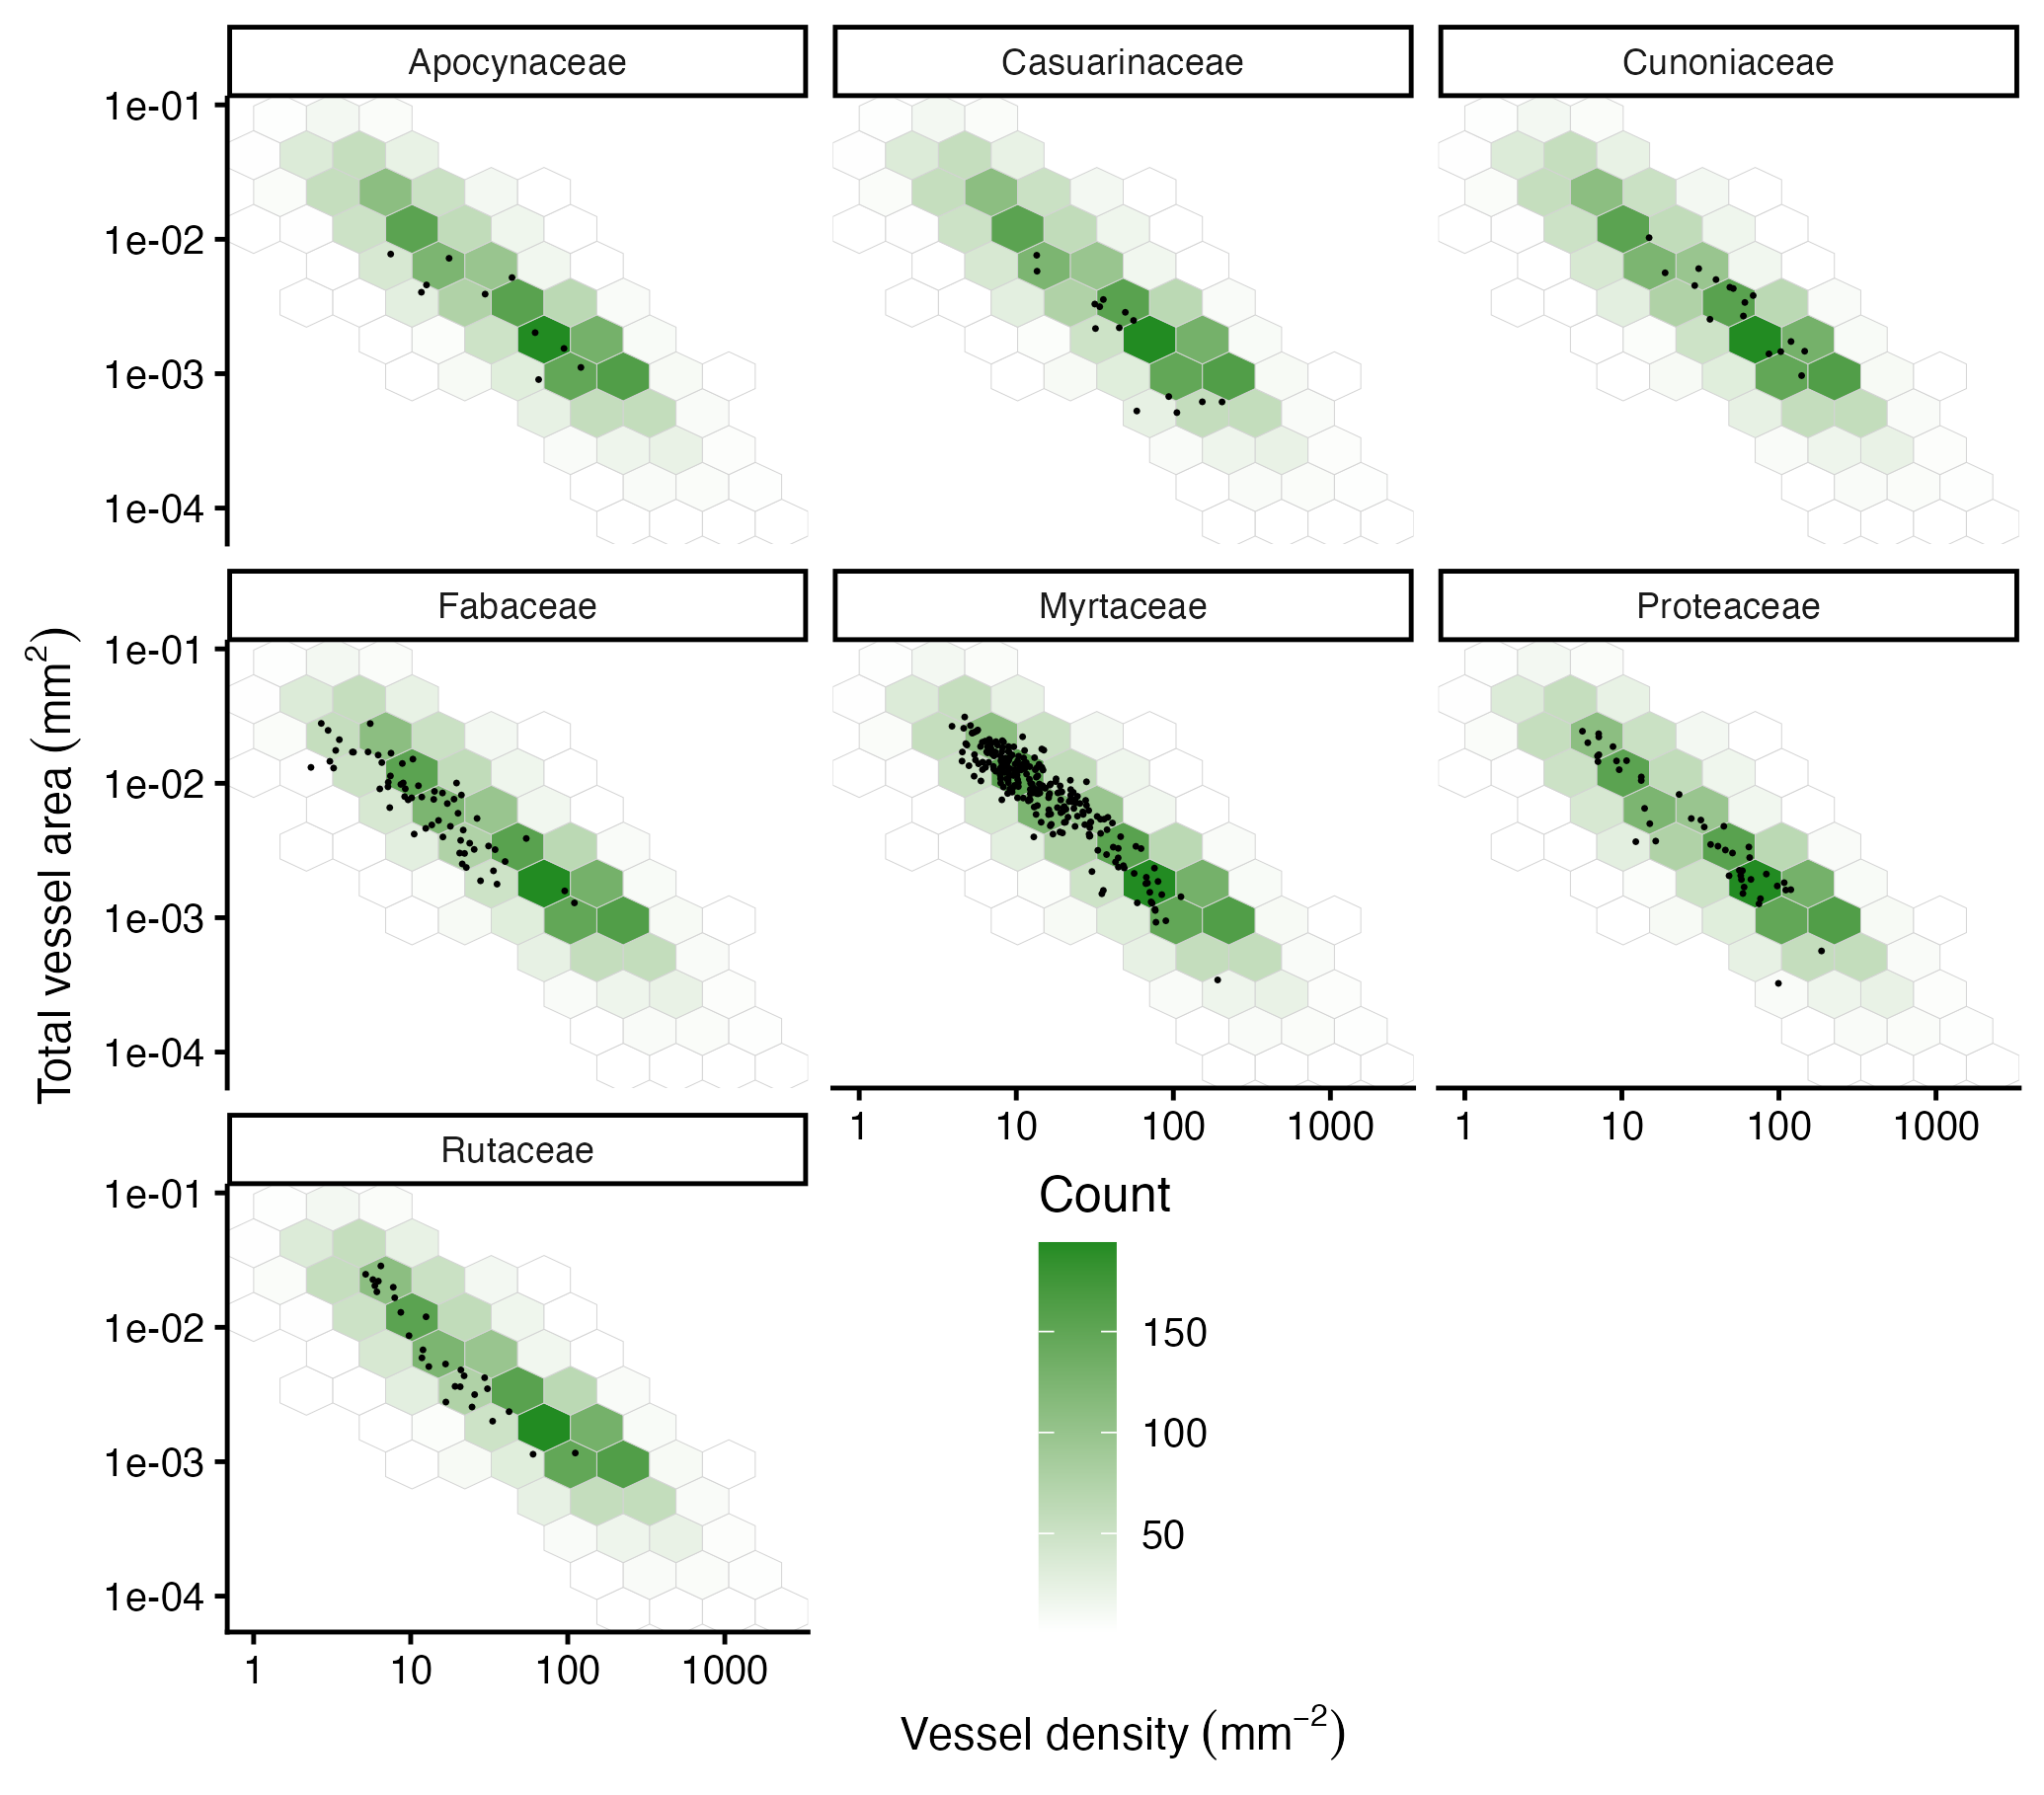 Apocynaceae Casuarinaceae Cunoniaceae
1e-01
1e-02
1e-03
1e-04
Fabaceae Myrtaceae Proteaceae
1e-01
1e-02
1e-03
1e-04
Total vessel area (mm²)
1 10 100 1000 1 10 100 1000
Rutaceae
1e-01
1e-02
1e-03
1e-04
1 10 100 1000
Count
150
100
50
Vessel density (mm⁻²)